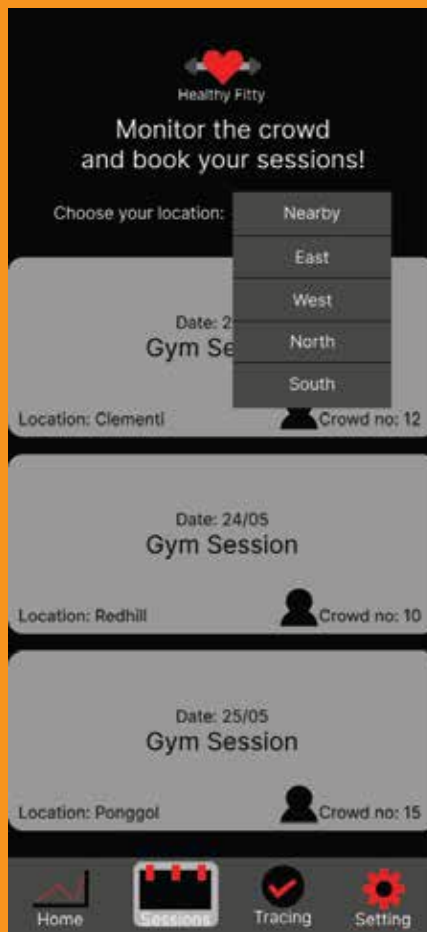 Healthy Fitty
Monitor the crowd
and book your sessions!
Choose your location:
Nearby
East
West
North
South
Date: 2
Gym Se
Location: Clementi
Crowd no: 12
Date: 24/05
Gym Session
Location: Redhill
Crowd no: 10
Date: 25/05
Gym Session
Location: Ponggol
Crowd no: 15
Home
Sessions
Tracing
Setting